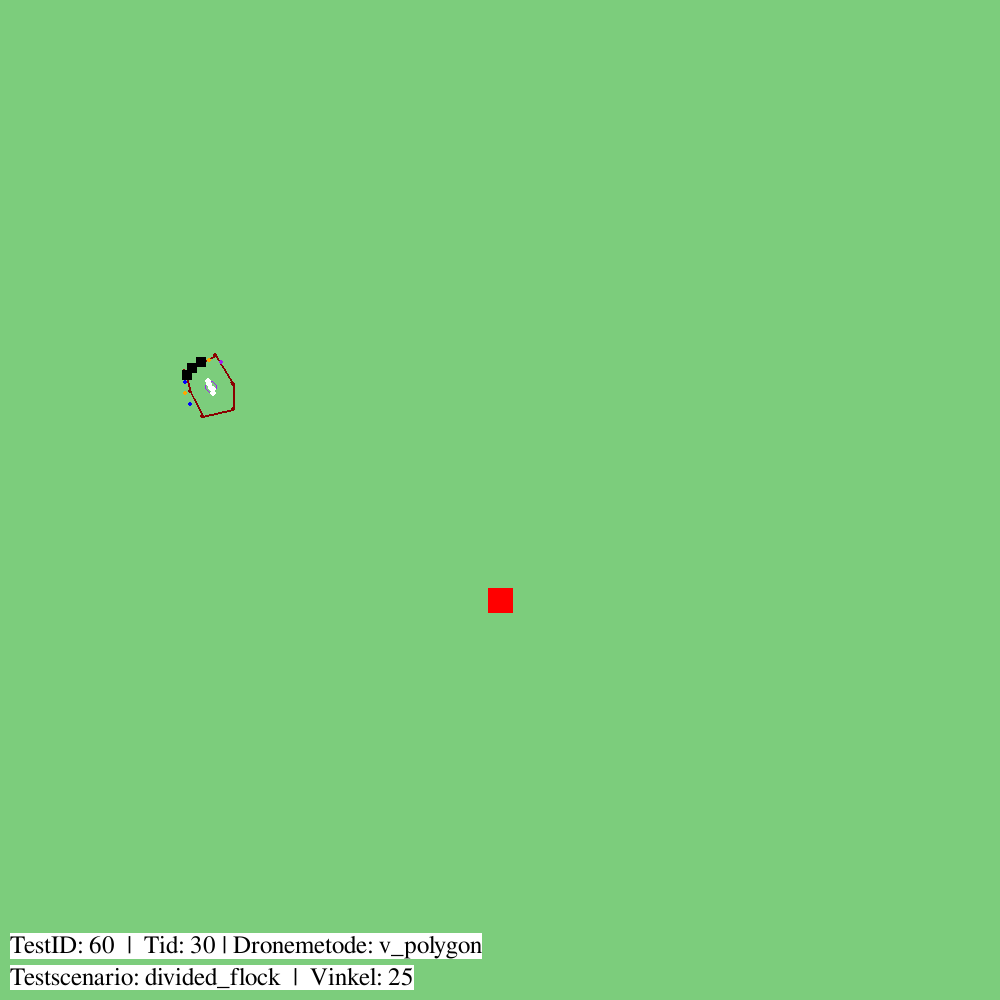 TestID: 60 | Tid: 30 | Dronemetode: v_polygon
Testscenario: divided_flock | Vinkel: 25